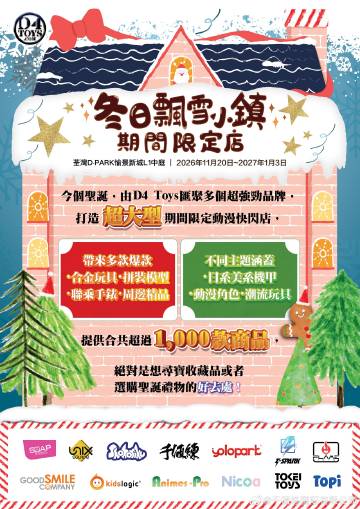 D4
TOYS
冬日飄雪小鎮
期間限定店
荃灣D·PARK愉景新城L1中庭 | 2026年11月20日~2027年1月3日
今個聖誕，由D4 Toys匯聚多個超強勁品牌，
打造超大型期間限定動漫快閃店，
帶來多款爆款
·合金玩具·拼裝模型
·聯乘手錶·周邊精品
不同主題涵蓋
·日系美系機甲
·動漫角色·潮流玩具
提供合共超過1,000款商品，
絕對是想尋寶收藏品或者
選購聖誕禮物的好去處！
SOAP
千值練
yolopart
GOOD SMILE
COMPANY
kidslogic
Animes-Pro
Nicoa
TOKEI
TOYS
Topi